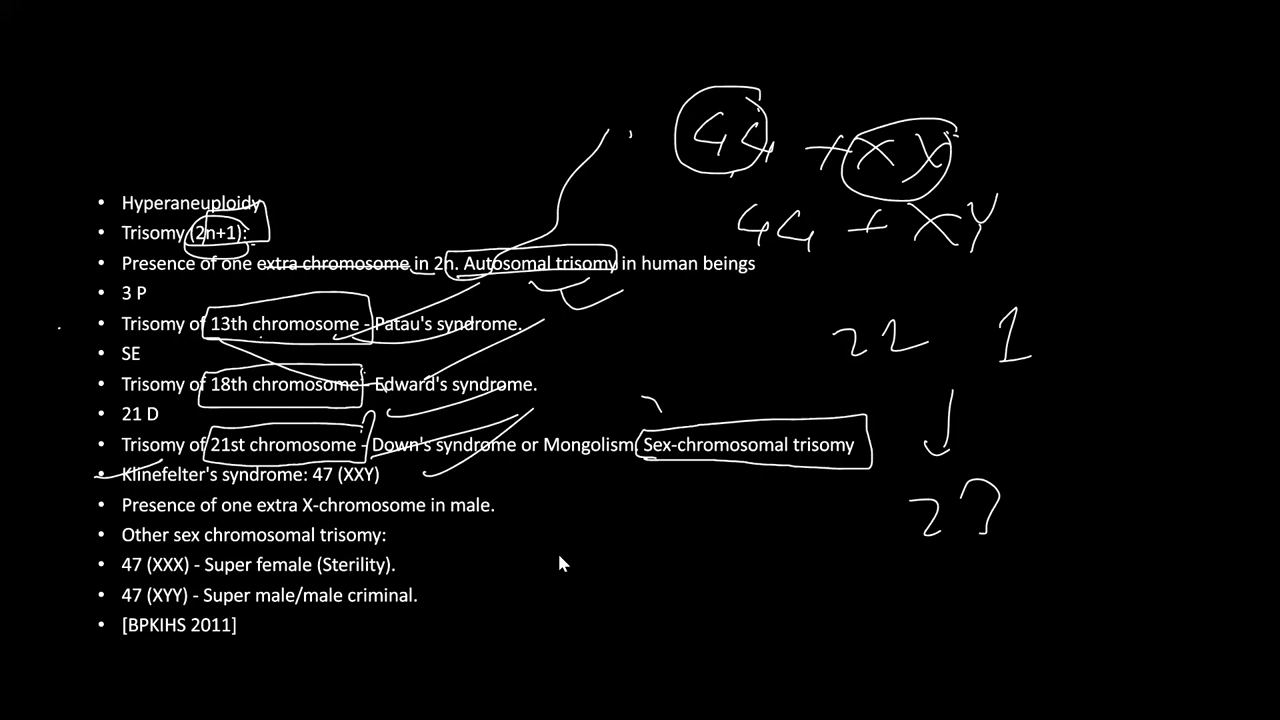 44 + XX
44 + XY
• Hyperaneuploidy
• Trisomy (2n+1):
• Presence of one extra chromosome in 2n. Autosomal trisomy in human beings
• 3 P
• Trisomy of 13th chromosome - Patau's syndrome.
22 1
• SE
• Trisomy of 18th chromosome - Edward's syndrome.
• 21 D
• Trisomy of 21st chromosome - Down's syndrome or Mongolism. Sex-chromosomal trisomy
• Klinefelter's syndrome: 47 (XXY)
• Presence of one extra X-chromosome in male.
23
• Other sex chromosomal trisomy:
• 47 (XXX) - Super female (Sterility).
• 47 (XYY) - Super male/male criminal.
• [BPKIHS 2011]